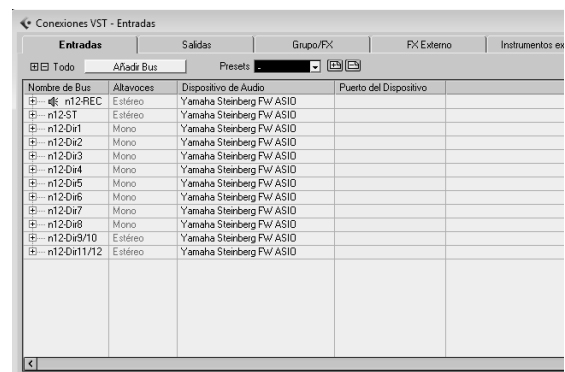 Conexiones VST - Entradas
Entradas Salidas Grupo/FX FX Externo Instrumentos ex
Todo Añadir Bus Presets -
Nombre de Bus Altavoces Dispositivo de Audio Puerto del Dispositivo
n12-REC Estéreo Yamaha Steinberg FW ASIO
n12-ST Estéreo Yamaha Steinberg FW ASIO
n12-Dir1 Mono Yamaha Steinberg FW ASIO
n12-Dir2 Mono Yamaha Steinberg FW ASIO
n12-Dir3 Mono Yamaha Steinberg FW ASIO
n12-Dir4 Mono Yamaha Steinberg FW ASIO
n12-Dir5 Mono Yamaha Steinberg FW ASIO
n12-Dir6 Mono Yamaha Steinberg FW ASIO
n12-Dir7 Mono Yamaha Steinberg FW ASIO
n12-Dir8 Mono Yamaha Steinberg FW ASIO
n12-Dir9/10 Estéreo Yamaha Steinberg FW ASIO
n12-Dir11/12 Estéreo Yamaha Steinberg FW ASIO